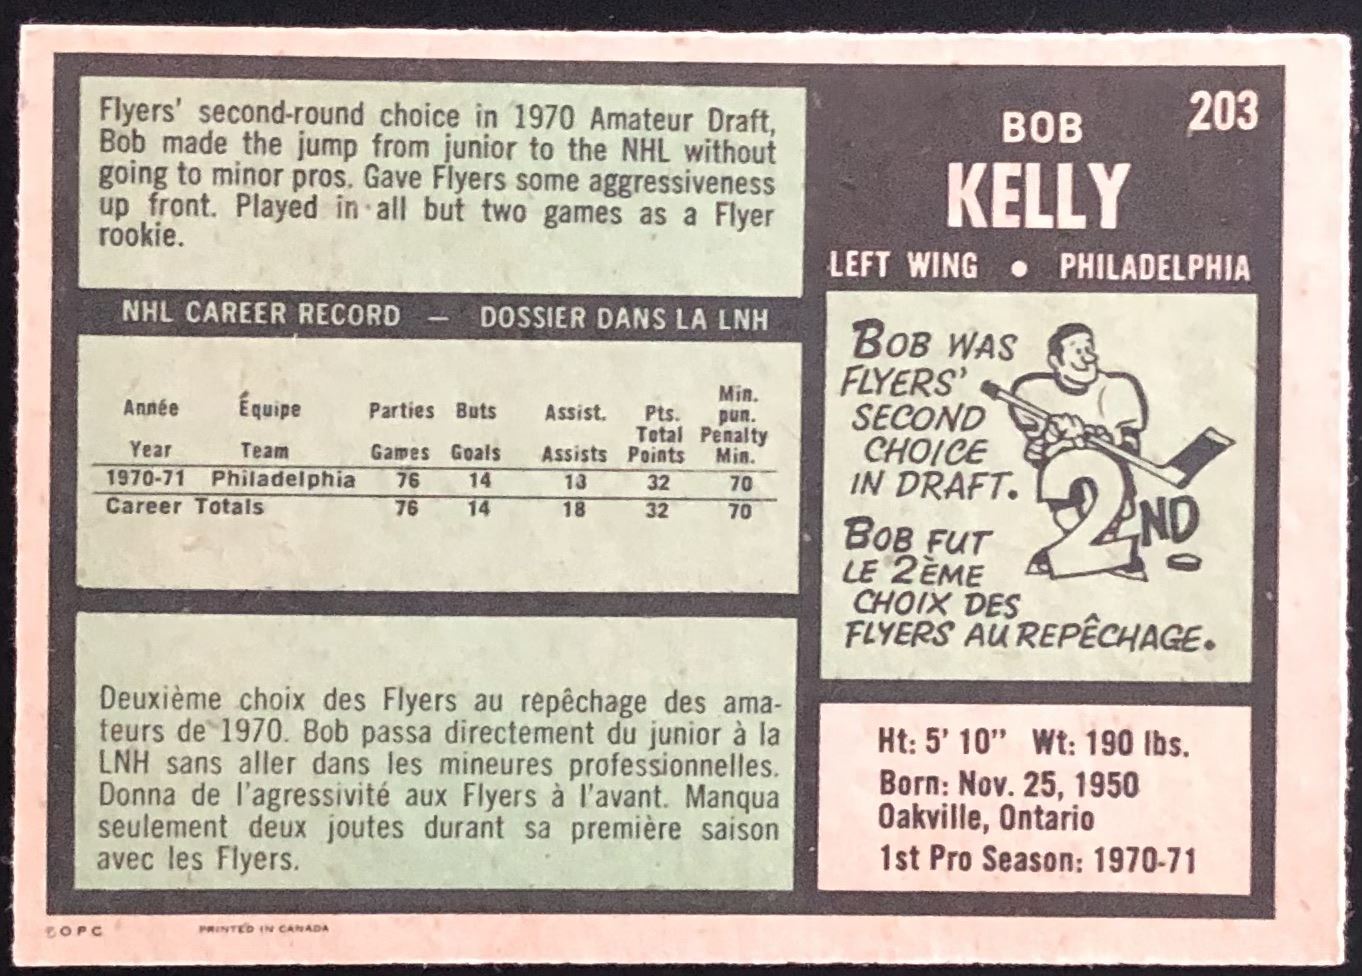 Flyers' second-round choice in 1970 Amateur Draft,
Bob made the jump from junior to the NHL without
going to minor pros. Gave Flyers some aggressiveness
up front. Played in all but two games as a Flyer
rookie.
NHL CAREER RECORD — DOSSIER DANS LA LNH
Année Équipe Parties Buts Assist. Pts. Min. pun.
Year Team Games Goals Assists Total Points Penalty Min.
1970-71 Philadelphia 76 14 18 32 70
Career Totals 76 14 18 32 70
Deuxième choix des Flyers au repêchage des ama-
teurs de 1970. Bob passa directement du junior à la
LNH sans aller dans les mineures professionnelles.
Donna de l'agressivité aux Flyers à l'avant. Manqua
seulement deux joutes durant sa première saison
avec les Flyers.
203
BOB
KELLY
LEFT WING • PHILADELPHIA
BOB WAS
FLYERS'
SECOND
CHOICE
IN DRAFT.
2ND
BOB FUT
LE 2ÈME
CHOIX DES
FLYERS AU REPÊCHAGE.
Ht: 5' 10" Wt: 190 lbs.
Born: Nov. 25, 1950
Oakville, Ontario
1st Pro Season: 1970-71
OPC PRINTED IN CANADA